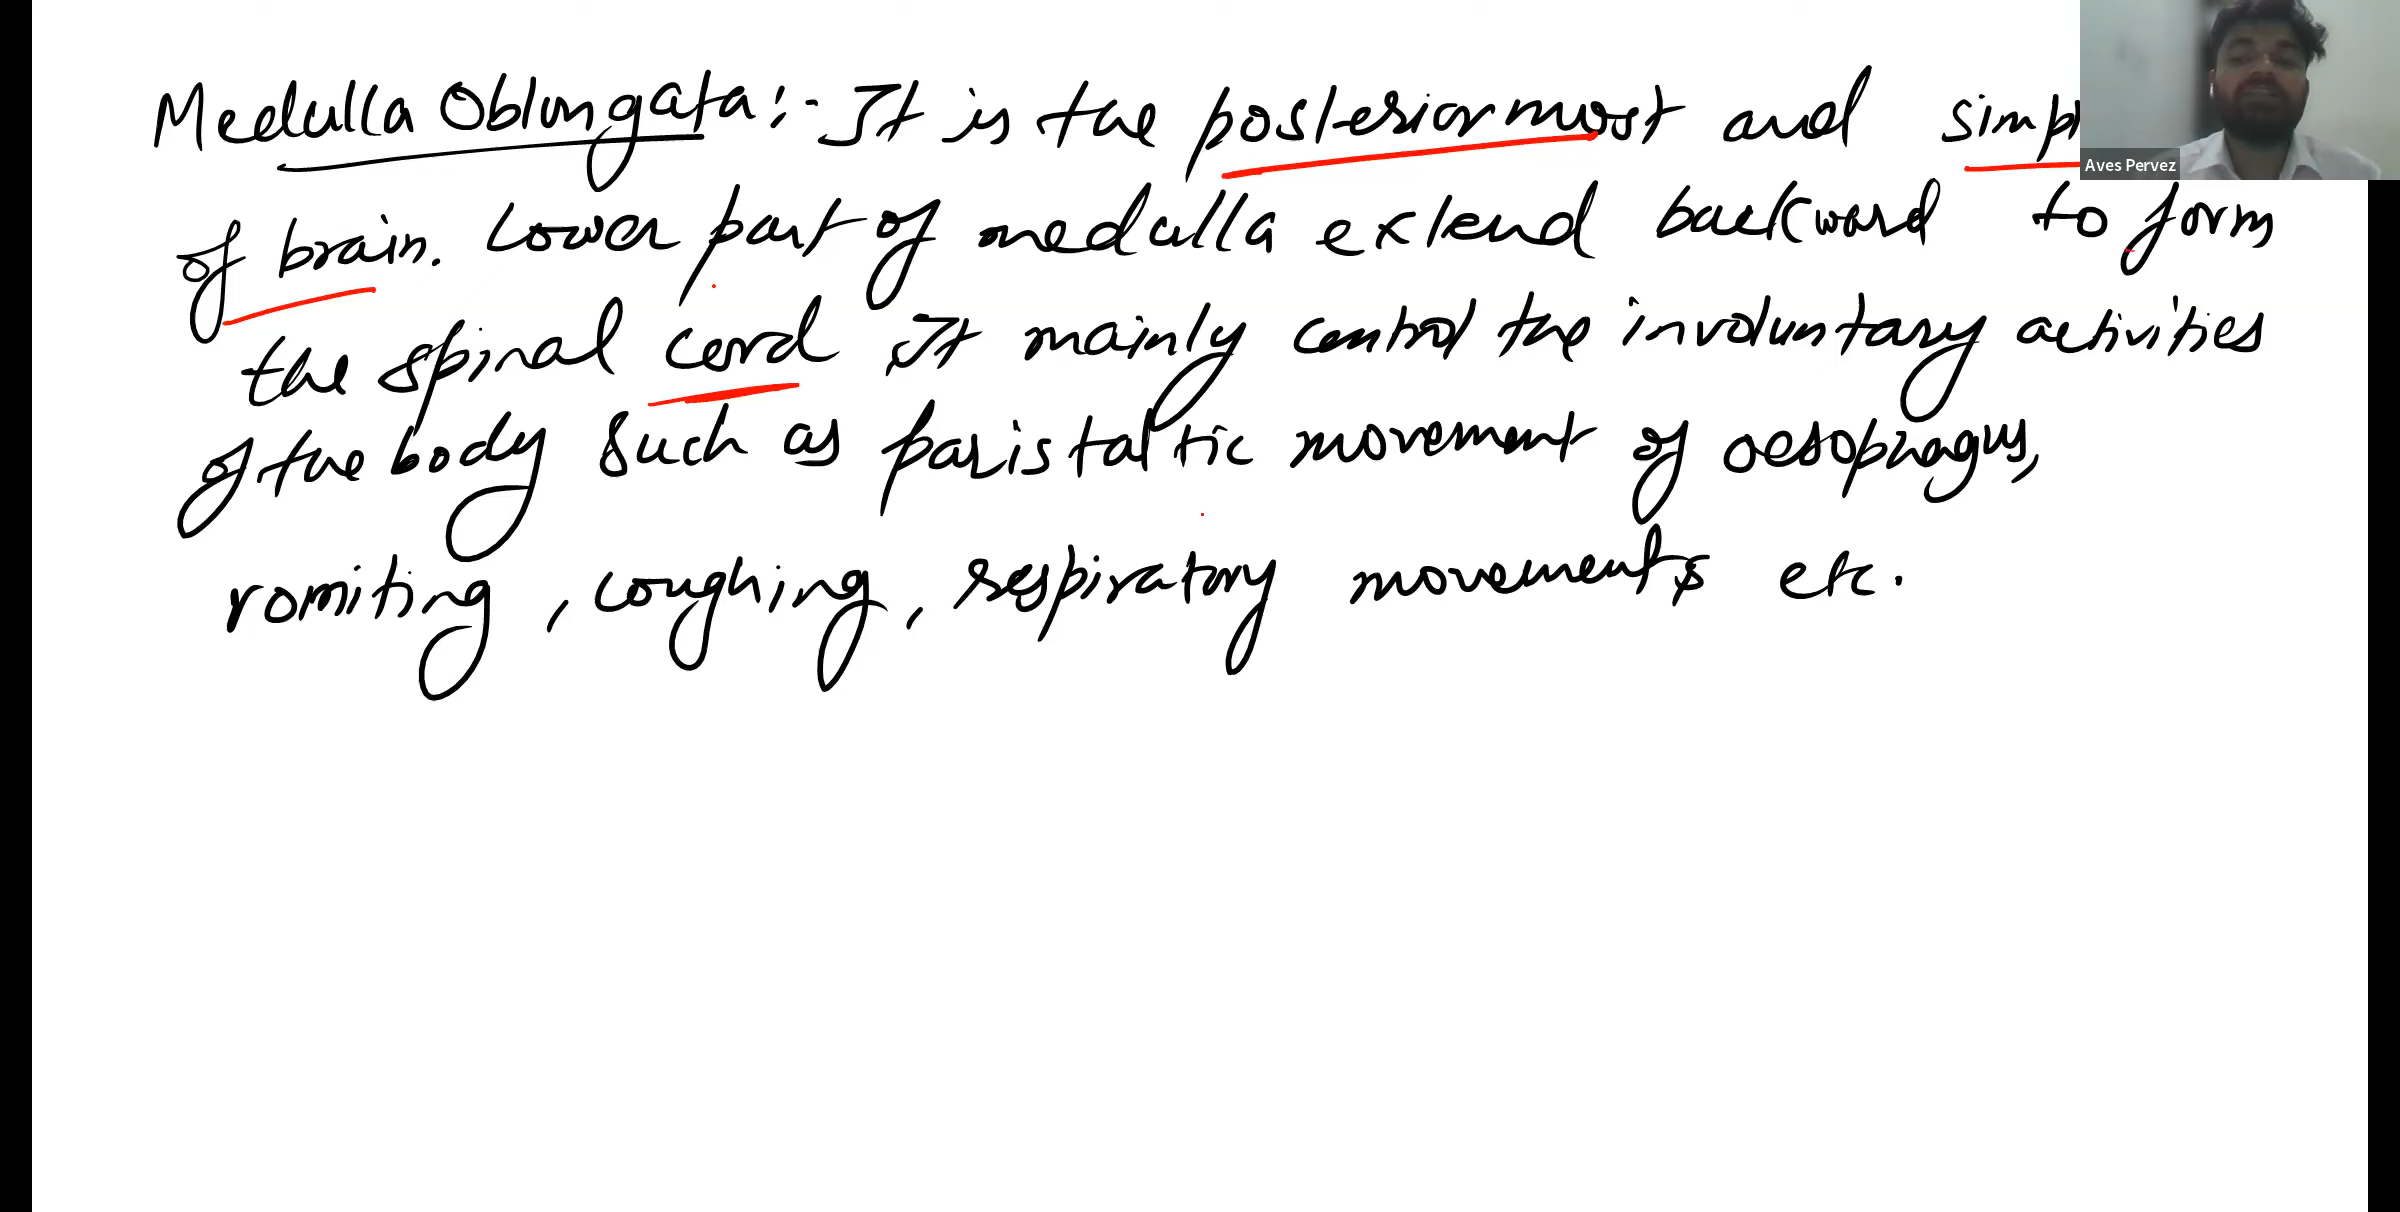 Medulla Oblongata:- It is the posterior most and
of brain. Lower part of medulla extend backward to form
the spinal cord. It mainly control the involuntary activities
of the body such as paristaltic movement of oesophagus,
vomiting, coughing, respiratory movements etc.
Aves Pervez